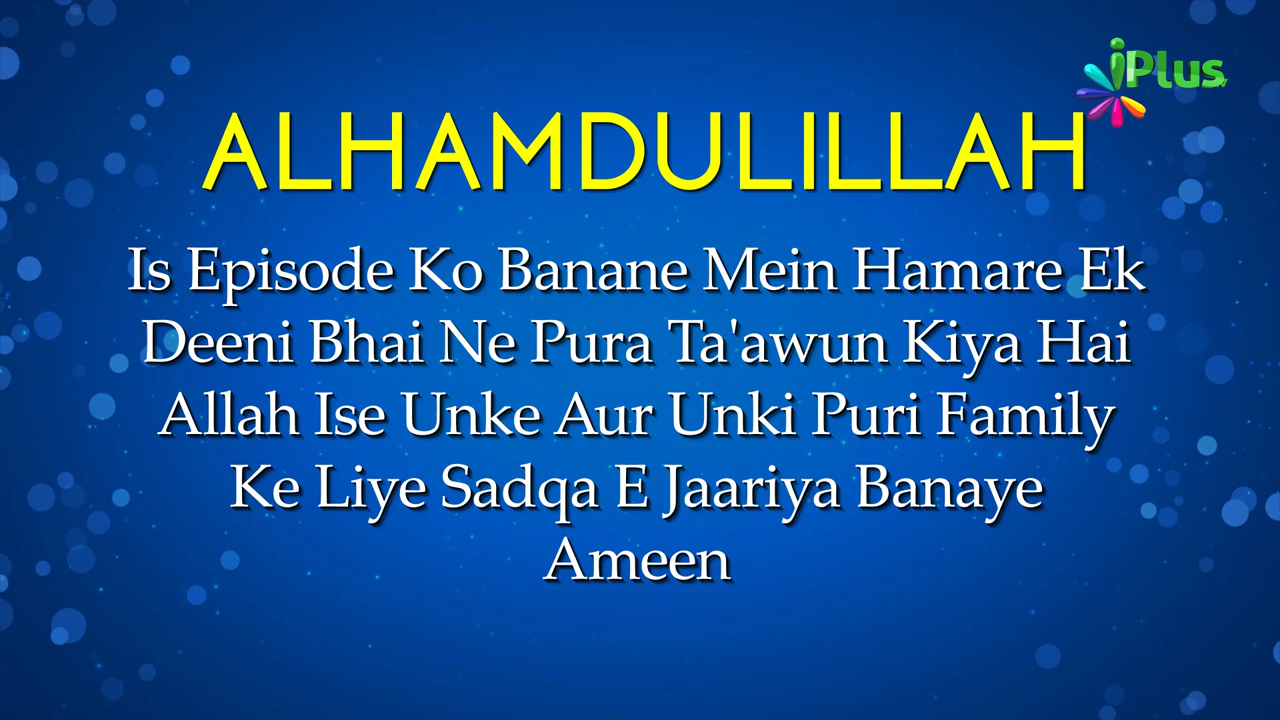 iPlus
ALHAMDULILLAH
Is Episode Ko Banane Mein Hamare Ek
Deeni Bhai Ne Pura Ta'awun Kiya Hai
Allah Ise Unke Aur Unki Puri Family
Ke Liye Sadqa E Jaariya Banaye
Ameen